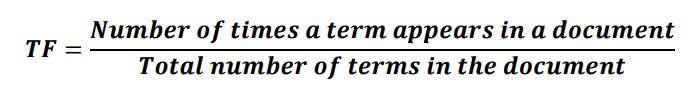 TF = Number of times a term appears in a document
Total number of terms in the document